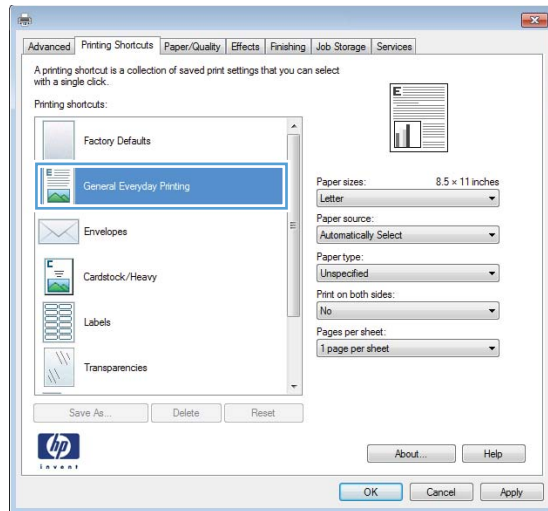 Advanced Printing Shortcuts Paper/Quality Effects Finishing Job Storage Services
A printing shortcut is a collection of saved print settings that you can select
with a single click.
Printing shortcuts:
Factory Defaults
General Everyday Printing
Envelopes
Cardstock/Heavy
Labels
Transparencies
Save As... Delete Reset
E
Paper sizes: 8.5 × 11 inches
Letter
Paper source:
Automatically Select
Paper type:
Unspecified
Print on both sides:
No
Pages per sheet:
1 page per sheet
hp
invent
About... Help
OK Cancel Apply